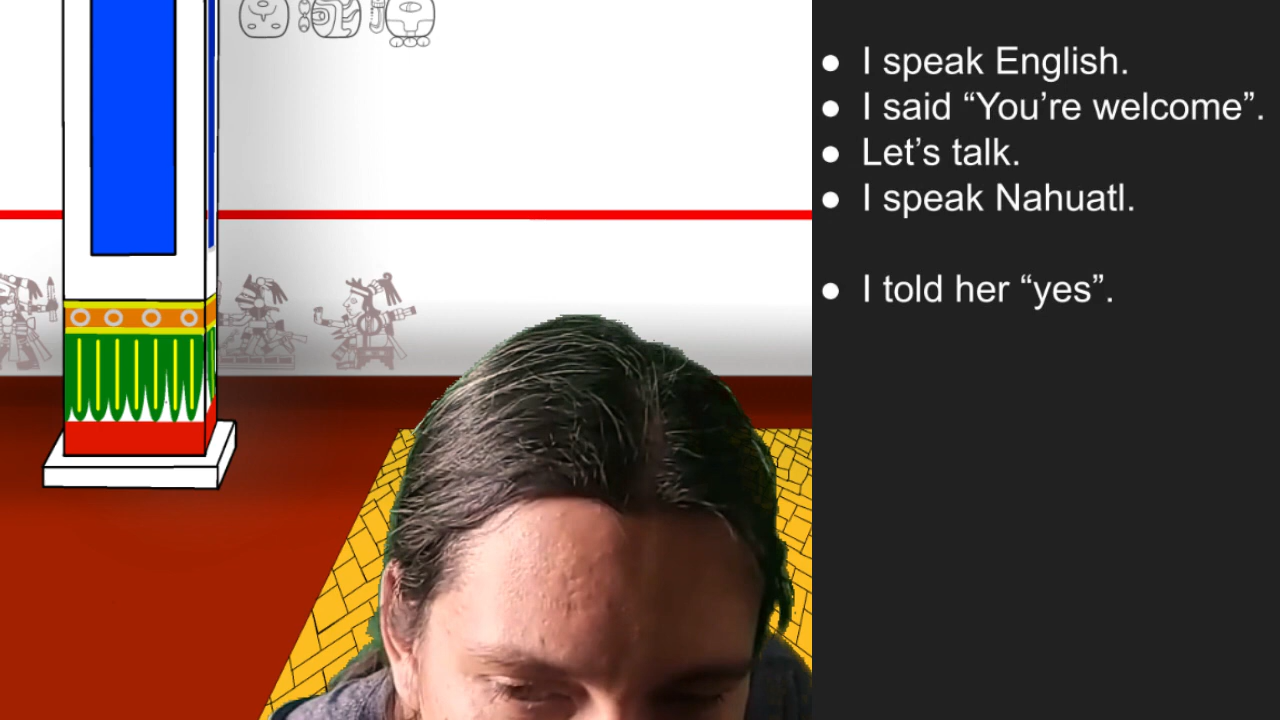 ● I speak English.
● I said “You’re welcome”.
● Let’s talk.
● I speak Nahuatl.
● I told her “yes”.